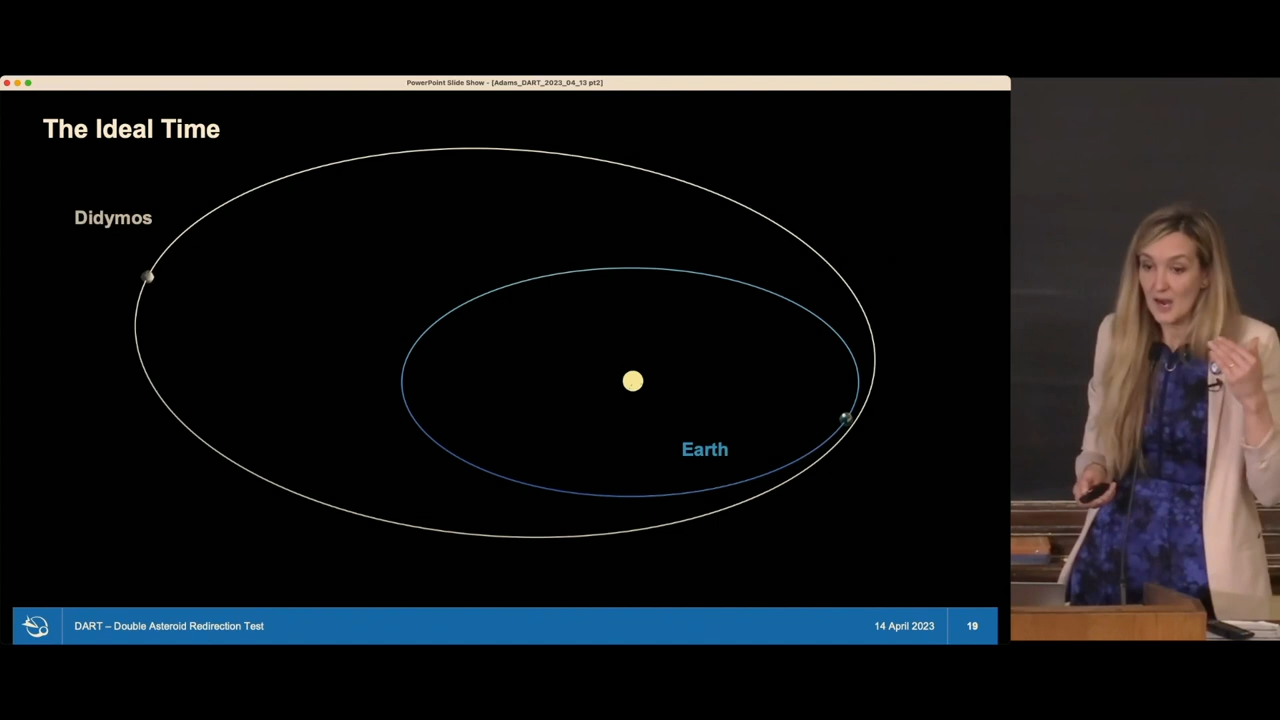 PowerPoint Slide Show - [Adams_DART_2023_04_13 pt2]
The Ideal Time
Didymos
Earth
DART – Double Asteroid Redirection Test
14 April 2023
19